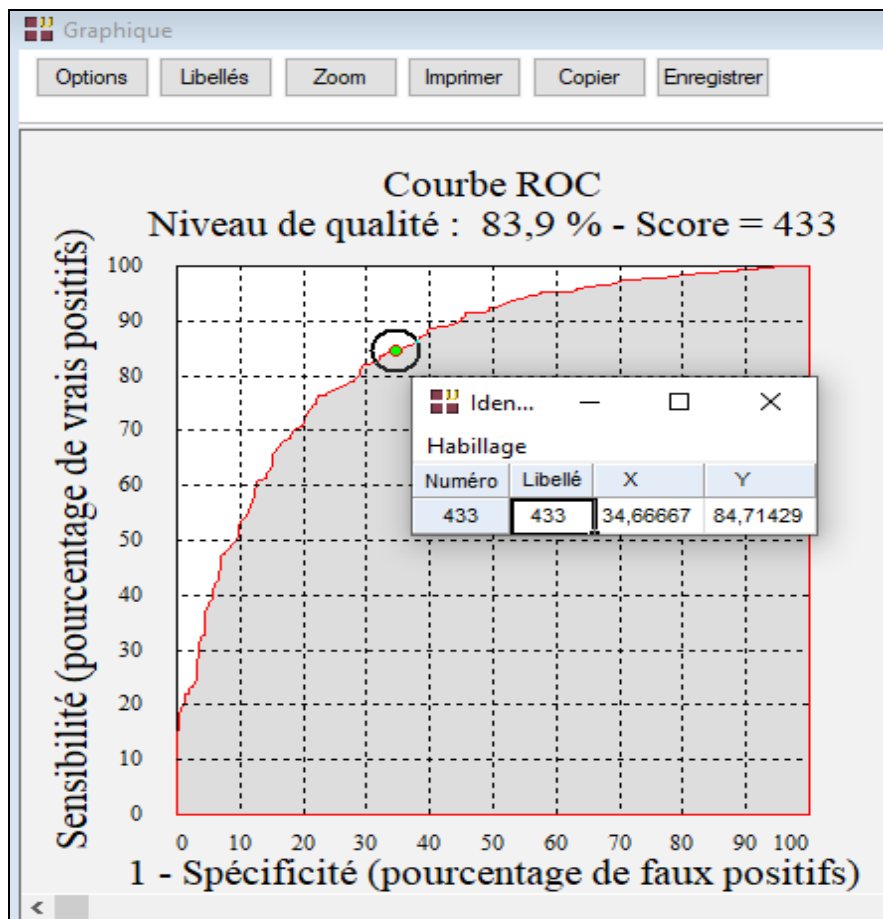 Graphique
Options Libellés Zoom Imprimer Copier Enregistrer
Courbe ROC
Niveau de qualité : 83,9 % - Score = 433
Sensibilité (pourcentage de vrais positifs)
100
90
80
70
60
50
40
30
20
10
0
Iden...
Habillage
Numéro Libellé X Y
433 433 34,66667 84,71429
0 10 20 30 40 50 60 70 80 90 100
1 - Spécificité (pourcentage de faux positifs)